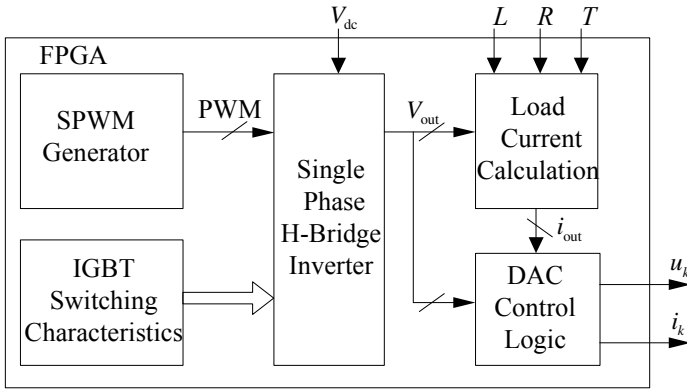 V_dc
L R T
FPGA
SPWM
Generator
PWM
Single
Phase
H-Bridge
Inverter
V_out
Load
Current
Calculation
i_out
IGBT
Switching
Characteristics
DAC
Control
Logic
u_k
i_k